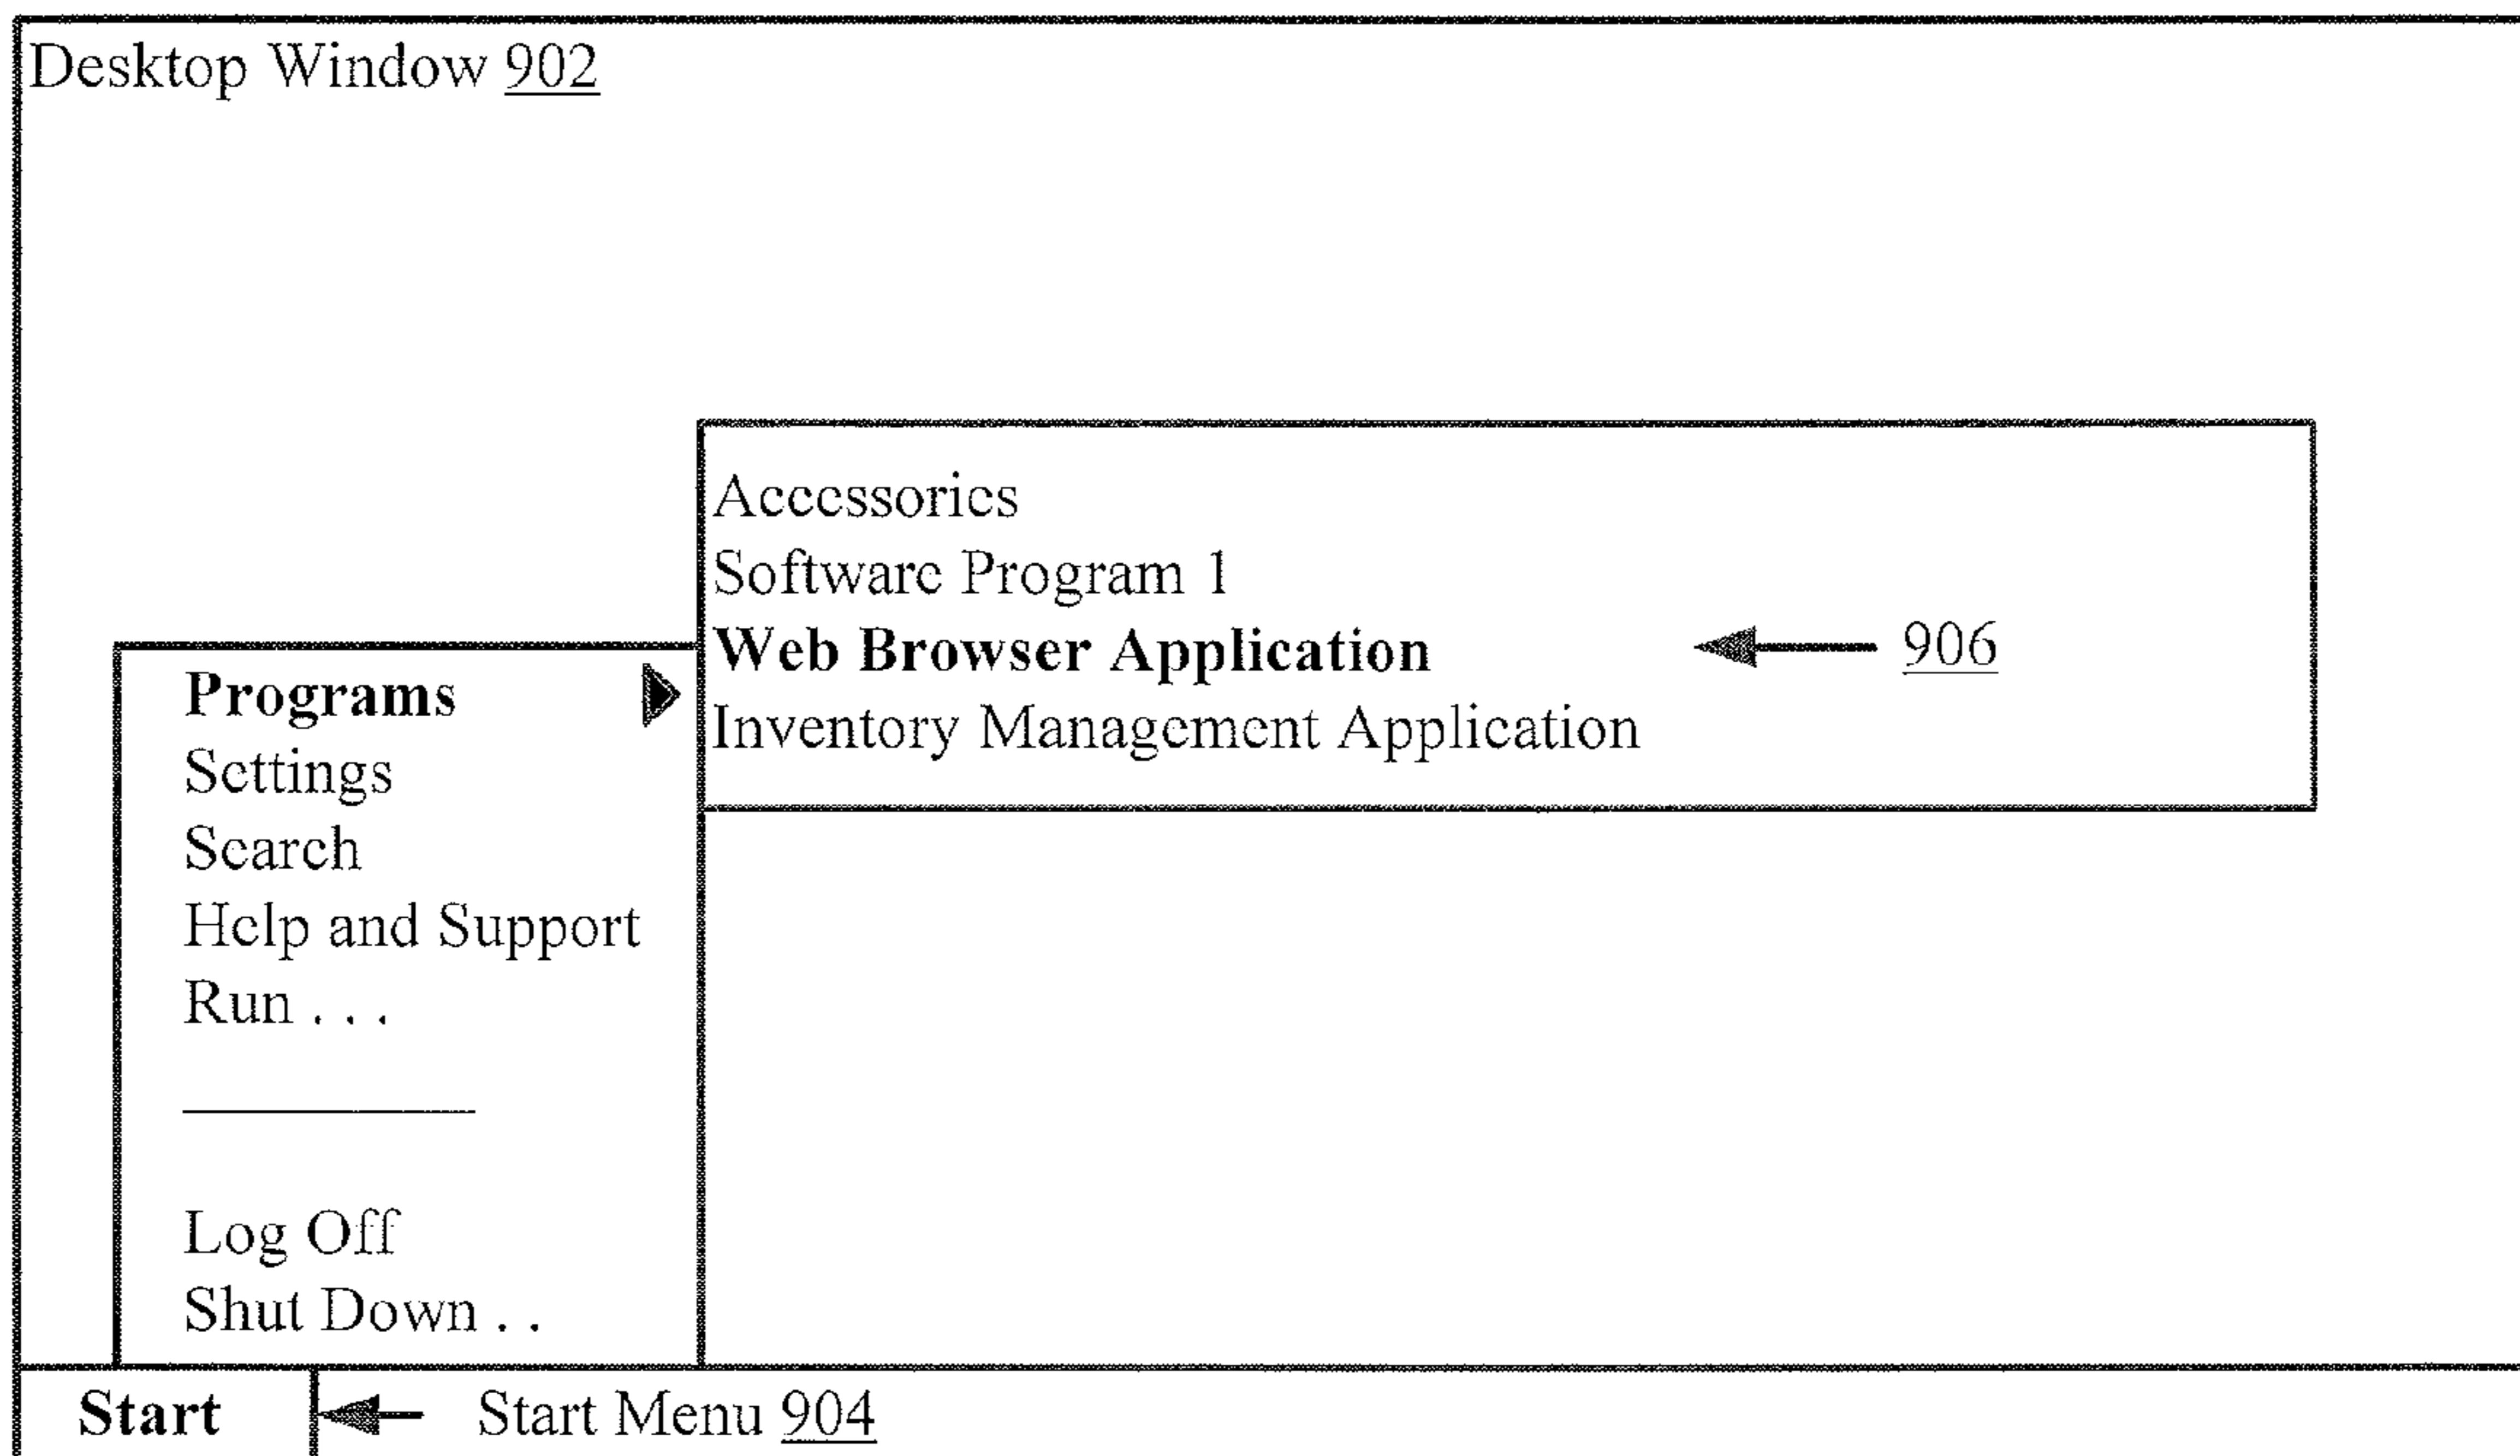 Desktop Window 902
Accessories
Software Program 1
Web Browser Application
906
Inventory Management Application
Programs
Settings
Search
Help and Support
Run . . .
Log Off
Shut Down . .
Start
Start Menu 904